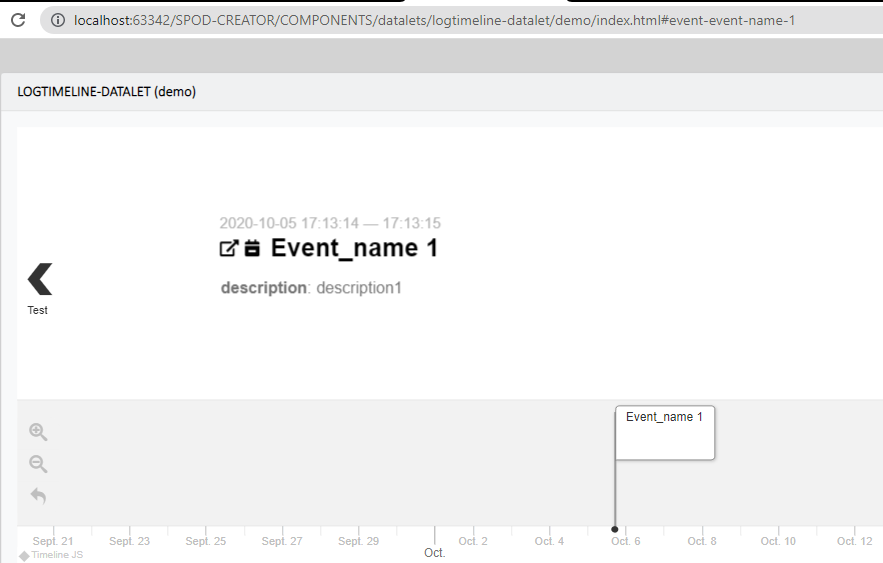 localhost:63342/SPOD-CREATOR/COMPONENTS/datalets/logtimeline-datalet/demo/index.html#event-event-name-1
LOGTIMELINE-DATALET (demo)
2020-10-05 17:13:14 — 17:13:15
Event_name 1
description: description1
Test
Event_name 1
Sept. 21 Sept. 23 Sept. 25 Sept. 27 Sept. 29 Oct. 2 Oct. 4 Oct. 6 Oct. 8 Oct. 10 Oct. 12
Oct.
Timeline JS